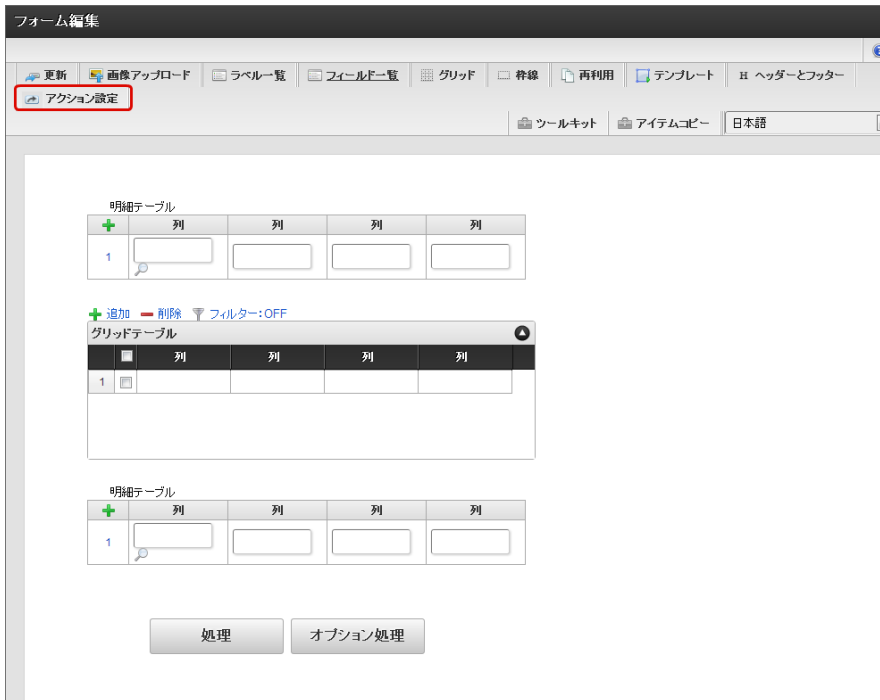 フォーム編集
更新 画像アップロード ラベル一覧 フィールド一覧 グリッド 枠線 再利用 テンプレート H ヘッダーとフッター
アクション設定
ツールキット アイテムコピー 日本語
明細テーブル
列 列 列 列
1
追加 削除 フィルター:OFF
グリッドテーブル
列 列 列 列
1
明細テーブル
列 列 列 列
1
処理 オプション処理